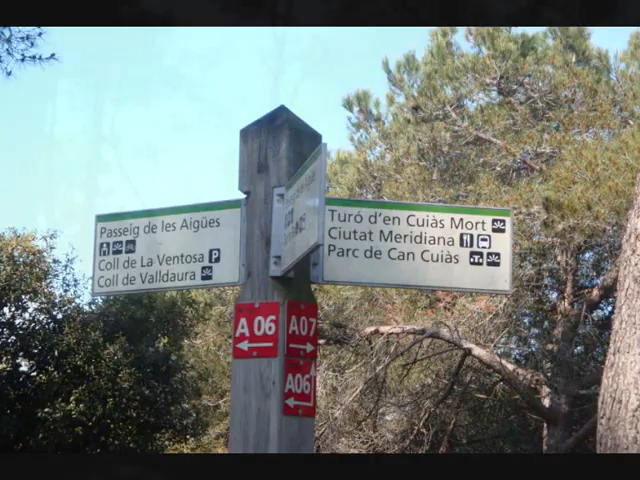 Passeig de les Aigües
P
Coll de La Ventosa
Coll de Valldaura
Turó d'en Cuiàs Mort
Ciutat Meridiana
Parc de Can Cuiàs
A 06
A07
A06